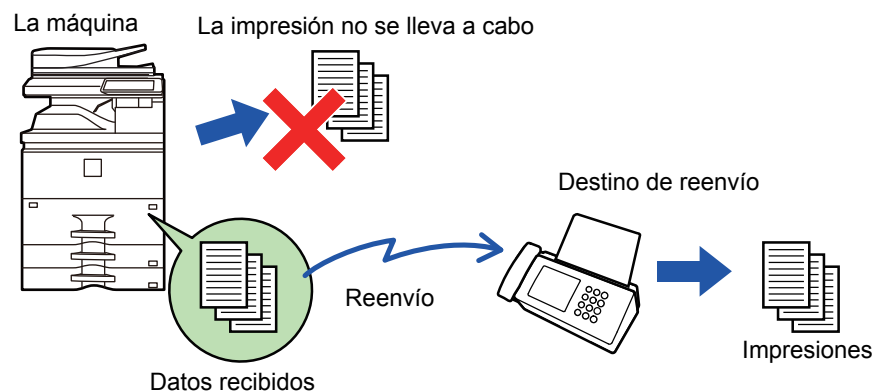 La máquina
La impresión no se lleva a cabo
Destino de reenvío
Reenvío
Impresiones
Datos recibidos